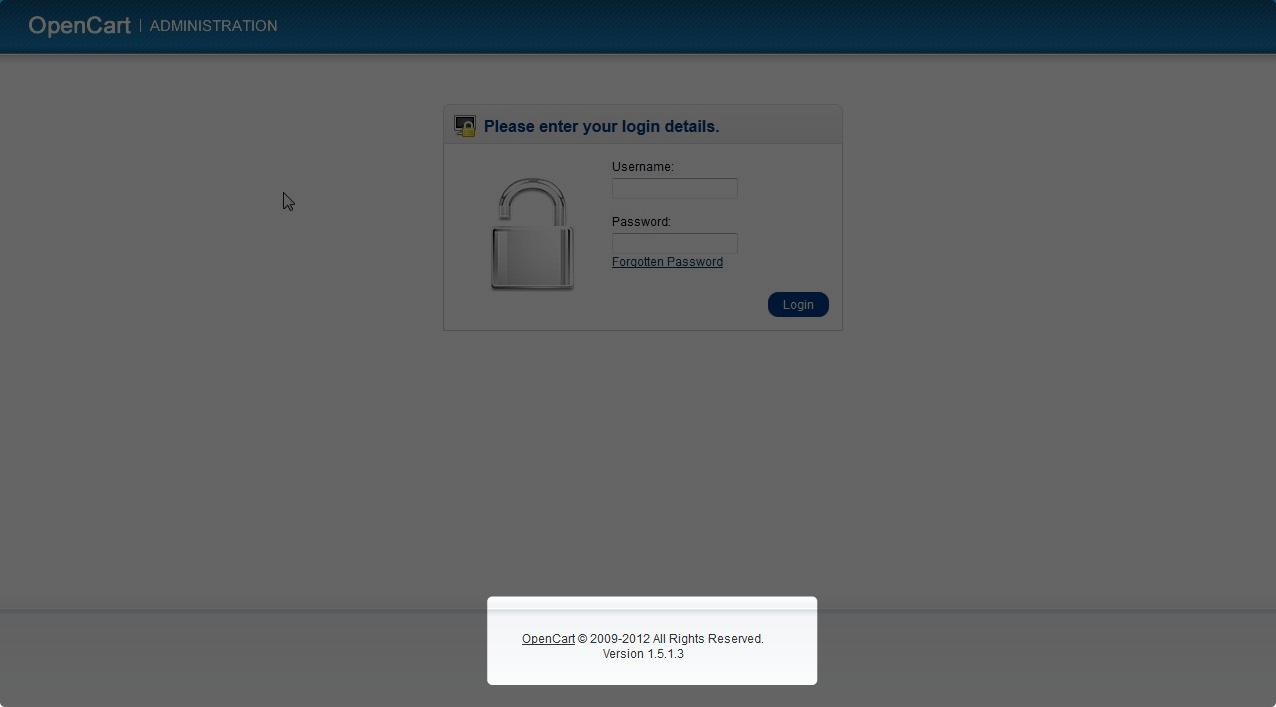 OpenCart | ADMINISTRATION
Please enter your login details.
Username:
Password:
Forgotten Password
Login
OpenCart © 2009-2012 All Rights Reserved.
Version 1.5.1.3